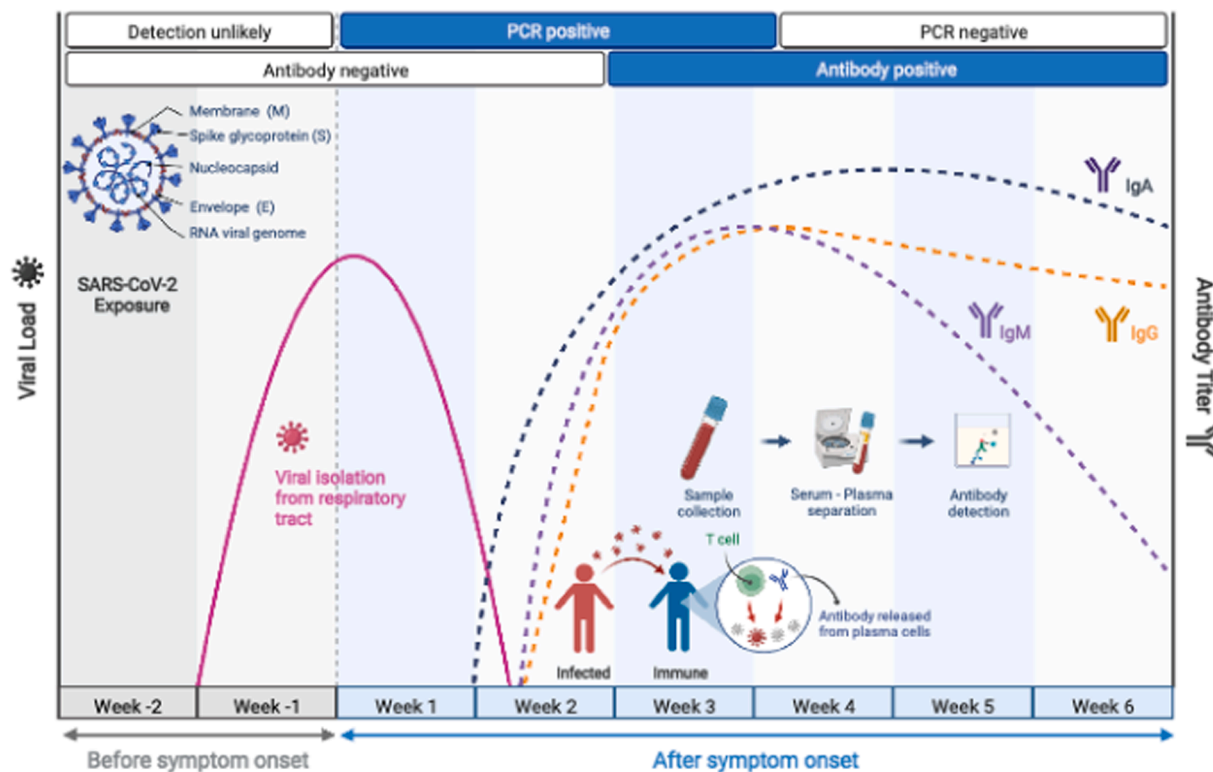 Detection unlikely
PCR positive
PCR negative
Antibody negative
Antibody positive
Membrane (M)
Spike glycoprotein (S)
Nucleocapsid
Envelope (E)
RNA viral genome
SARS-CoV-2
Exposure
Viral Load
Antibody Titer
IgA
IgM
IgG
Viral isolation
from respiratory
tract
Sample
collection
Serum - Plasma
separation
Antibody
detection
T cell
Antibody released
from plasma cells
Infected
Immune
Week -2
Week -1
Week 1
Week 2
Week 3
Week 4
Week 5
Week 6
Before symptom onset
After symptom onset